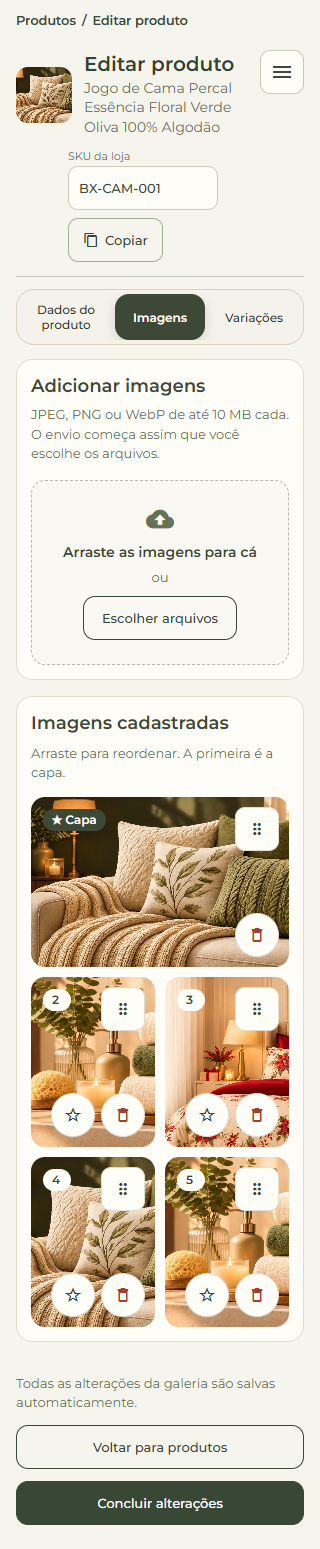 Produtos / Editar produto
Editar produto
Jogo de Cama Percal
Essência Floral Verde
Oliva 100% Algodão
SKU da loja
BX-CAM-001
Copiar
Dados do
produto
Imagens
Variações
Adicionar imagens
JPEG, PNG ou WebP de até 10 MB cada.
O envio começa assim que você
escolhe os arquivos.
Arraste as imagens para cá
ou
Escolher arquivos
Imagens cadastradas
Arraste para reordenar. A primeira é a
capa.
Capa
2
3
4
5
Todas as alterações da galeria são salvas
automaticamente.
Voltar para produtos
Concluir alterações